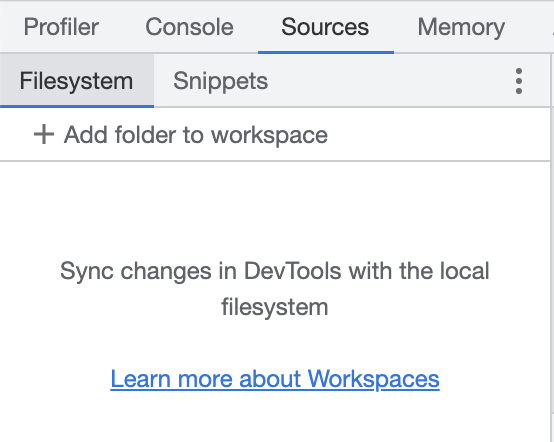 Profiler Console Sources Memory
Filesystem Snippets
+ Add folder to workspace
Sync changes in DevTools with the local
filesystem
Learn more about Workspaces